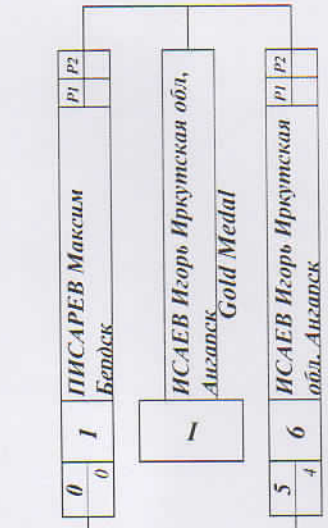 0 1 ПИСАРЕВ Максим P1 P2
0 Бердск
1 ИСАЕВ Игорь Иркутская обл,
Ангарск
Gold Medal
5 6 ИСАЕВ Игорь Иркутская P1 P2
4 обл, Ангарск